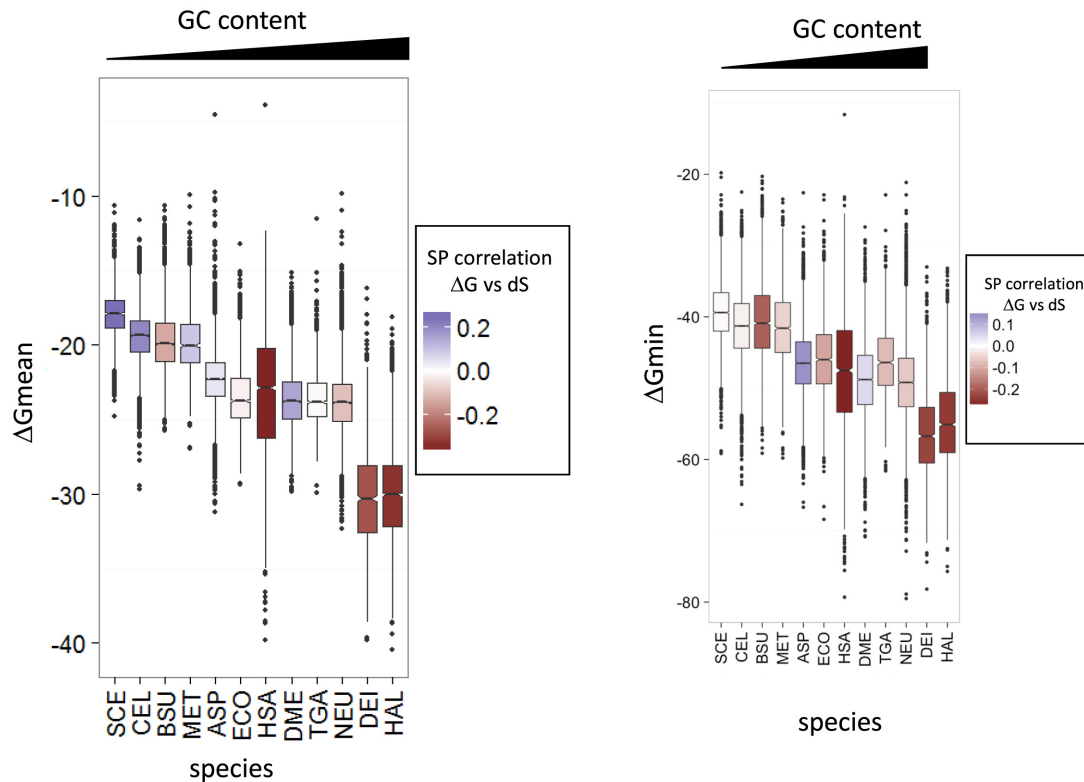 GC content
ΔGmean
-10
-20
-30
-40
SCE
CEL
BSU
MET
ASP
ECO
HSA
DME
TGA
NEU
DEI
HAL
species
SP correlation
ΔG vs dS
0.2
0.0
-0.2
GC content
ΔGmin
-20
-40
-60
-80
SCE
CEL
BSU
MET
ASP
ECO
HSA
DME
TGA
NEU
DEI
HAL
species
SP correlation
ΔG vs dS
0.1
0.0
-0.1
-0.2